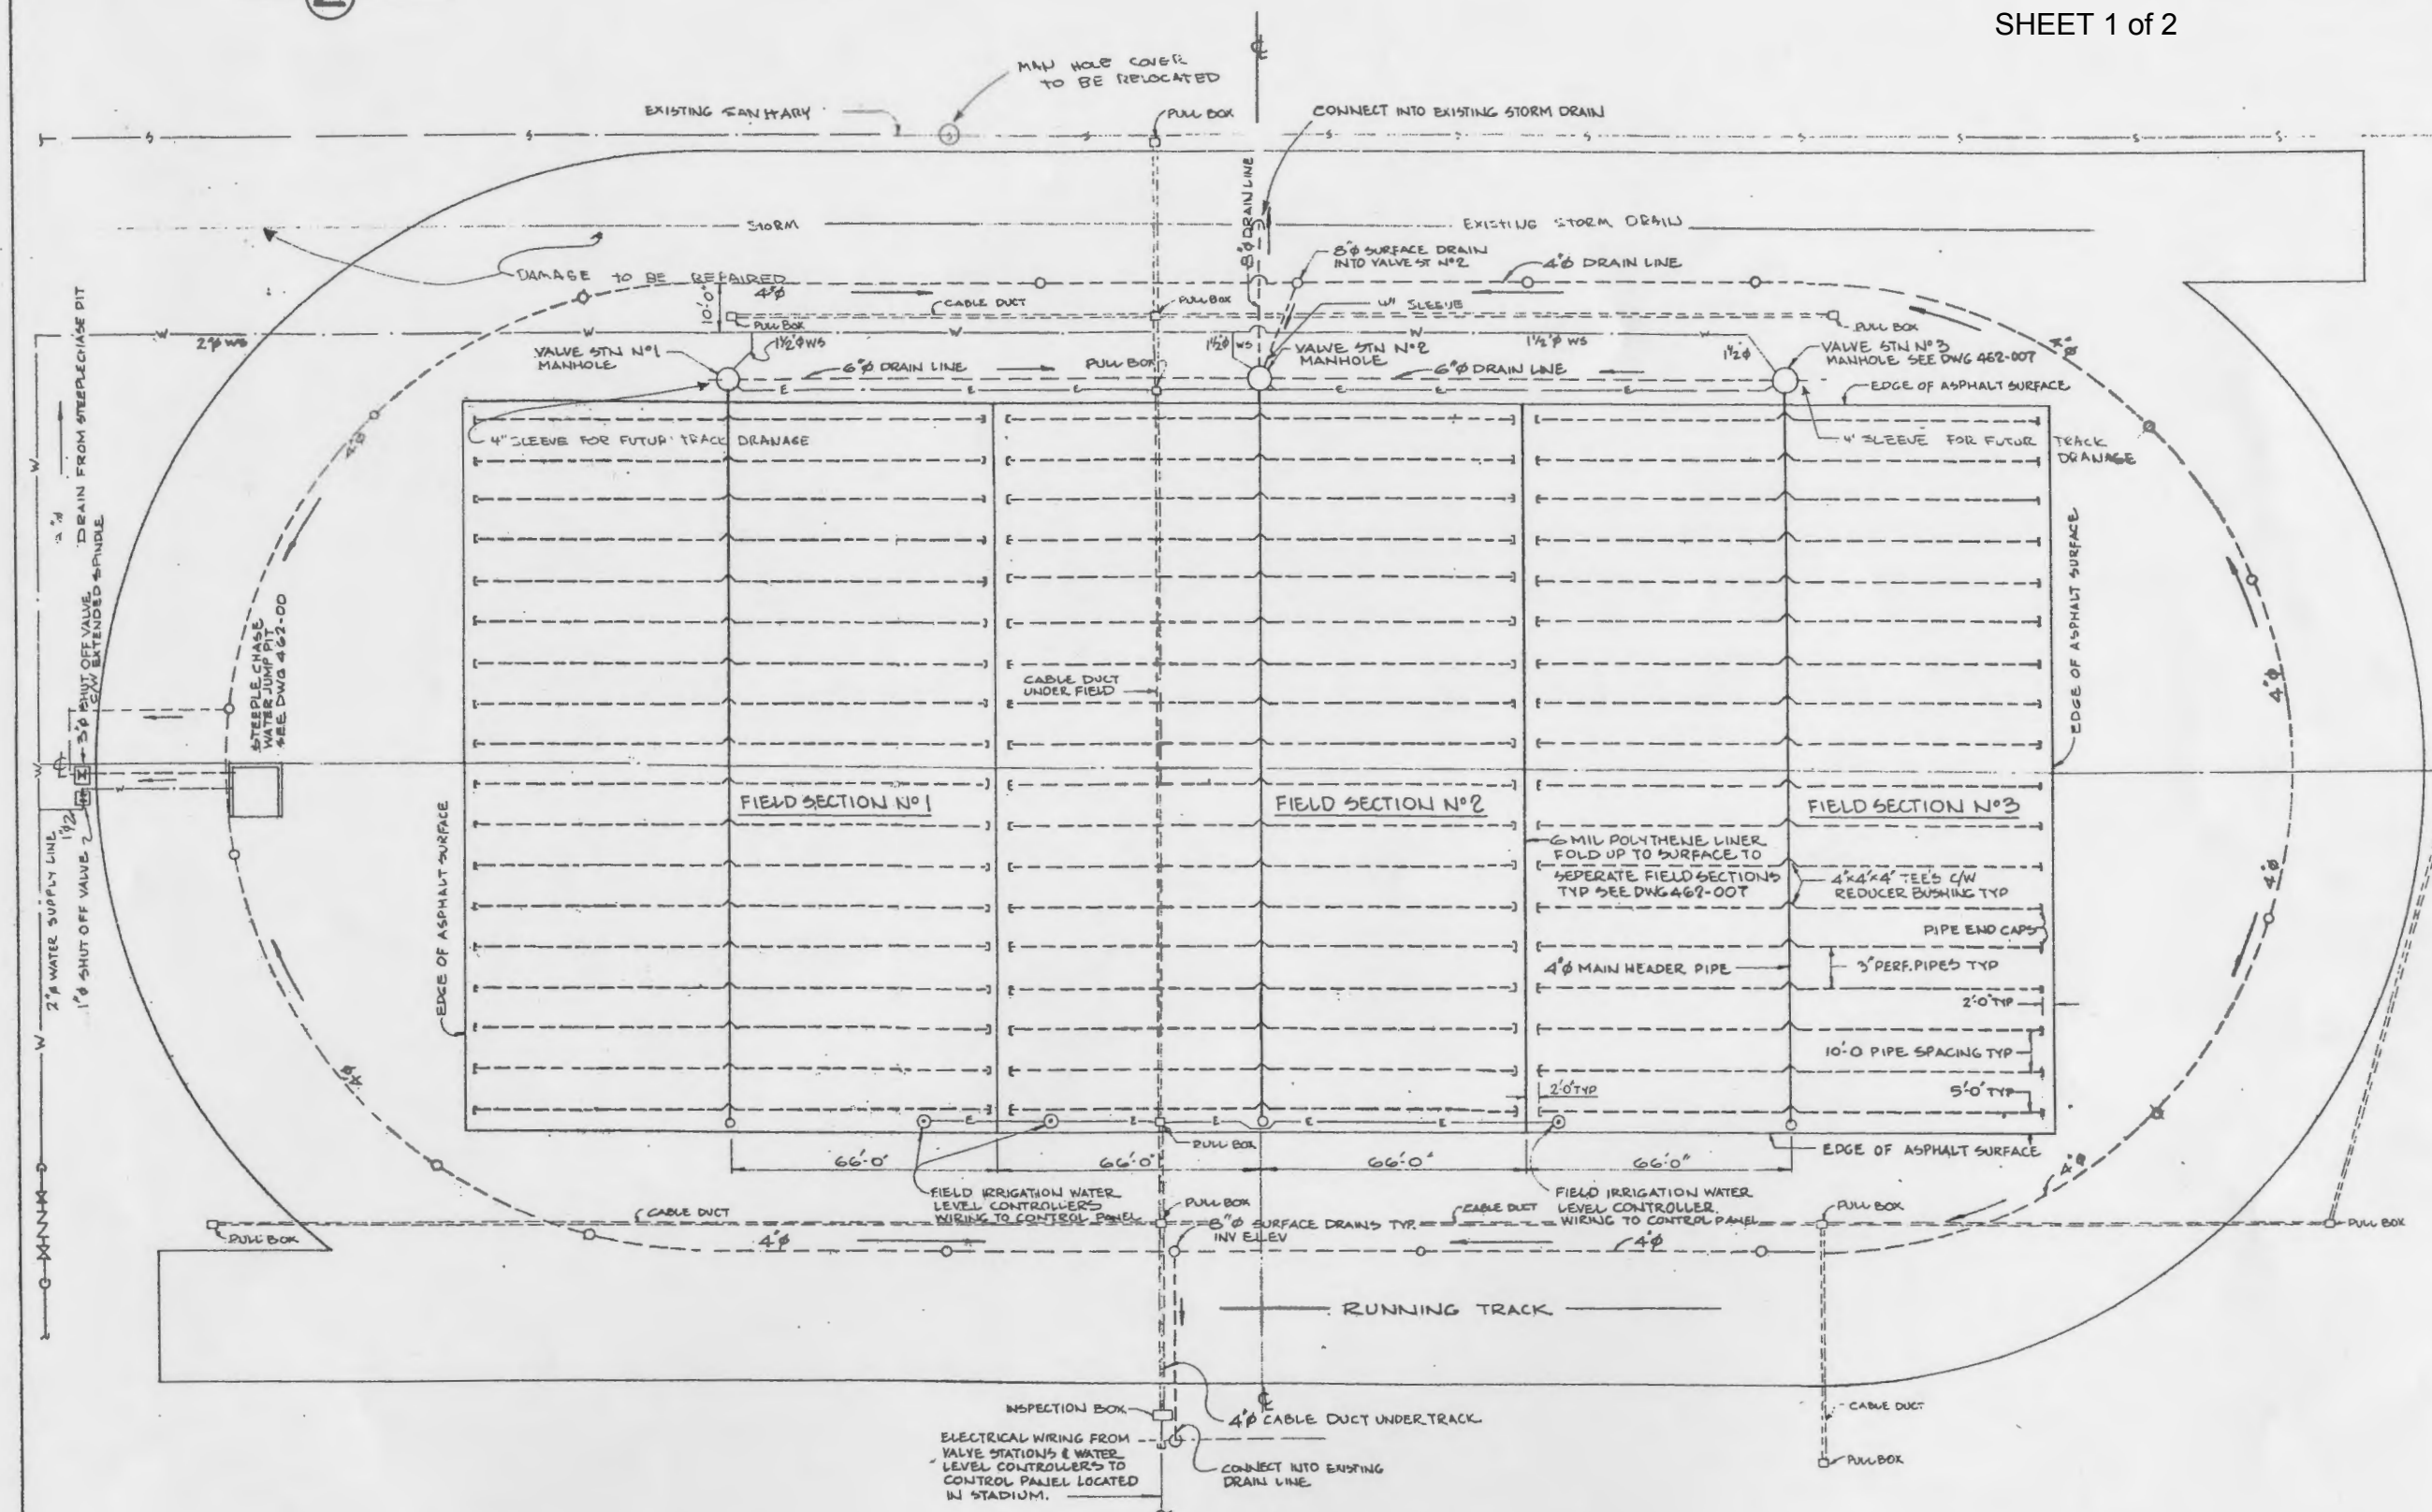 SHEET 1 of 2
MAN HOLE COVER
TO BE RELOCATED
EXISTING SANITARY
PULL BOX
CONNECT INTO EXISTING STORM DRAIN
S S S S S S S S S
STORM
EXISTING STORM DRAIN
8"φ DRAIN LINE
8"φ SURFACE DRAIN
INTO VALVE ST Nº2
4"φ DRAIN LINE
DAMAGE TO BE REPAIRED
4"φ
10'-0"
CABLE DUCT
PULL BOX
4" SLEEVE
PULL BOX
PULL BOX
2"φ WS
1½"φ WS
1½φ WS
1½"φ WS
1½φ
4"φ
VALVE STN Nº1
MANHOLE
6"φ DRAIN LINE
PULL BOX
VALVE STN Nº2
MANHOLE
6"φ DRAIN LINE
VALVE STN Nº3
MANHOLE SEE DWG 462-007
EDGE OF ASPHALT SURFACE
4" SLEEVE FOR FUTUR TRACK DRANAGE
4" SLEEVE FOR FUTUR TRACK
DRANAGE
4"φ
DRAIN FROM STEEPLECHASE PIT
3"φ SHUT OFF VALVE
C/W EXTENDED SPINDLE
STEEPLE CHASE
WATER JUMP PIT
SEE DWG 462-00
EDGE OF ASPHALT SURFACE
4"φ
CABLE DUCT
UNDER FIELD
FIELD SECTION Nº1
FIELD SECTION Nº2
FIELD SECTION Nº3
2"φ WATER SUPPLY LINE
1"φ SHUT OFF VALVE
EDGE OF ASPHALT SURFACE
6 MIL POLYTHENE LINER
FOLD UP TO SURFACE TO
SEPERATE FIELD SECTIONS
TYP SEE DWG 462-007
4"x4"x4" TEE'S C/W
REDUCER BUSHING TYP
4"φ
PIPE END CAPS
4"φ MAIN HEADER PIPE
3" PERF. PIPES TYP
2'-0" TYP
10'-0 PIPE SPACING TYP
2'-0" TYP
5'-0" TYP
4"φ
PULL BOX
EDGE OF ASPHALT SURFACE
66'-0"
66'-0"
66'-0"
66'-0"
4"φ
FIELD IRRIGATION WATER
LEVEL CONTROLLERS
WIRING TO CONTROL PANEL
FIELD IRRIGATION WATER
LEVEL CONTROLLER.
WIRING TO CONTROL PANEL
CABLE DUCT
PULL BOX
CABLE DUCT
PULL BOX
PULL BOX
PULL BOX
8"φ SURFACE DRAINS TYP.
INV ELEV
4"φ
4"φ
RUNNING TRACK
INSPECTION BOX
4"φ CABLE DUCT UNDER TRACK
CABLE DUCT
ELECTRICAL WIRING FROM
VALVE STATIONS & WATER
LEVEL CONTROLLERS TO
CONTROL PANEL LOCATED
IN STADIUM.
CONNECT INTO EXISTING
DRAIN LINE
PULL BOX